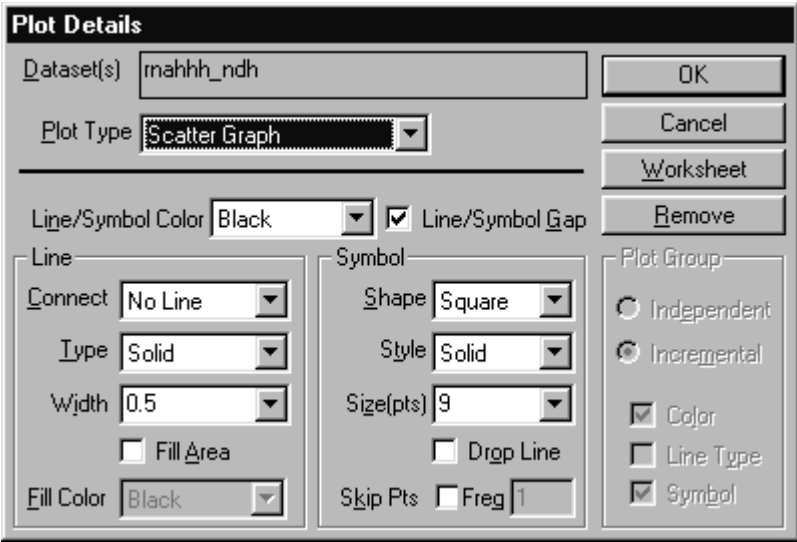 Plot Details
Dataset(s) rnahhh_ndh
OK
Plot Type Scatter Graph
Cancel
Worksheet
Line/Symbol Color Black Line/Symbol Gap
Remove
Line
Connect No Line
Type Solid
Width 0.5
Fill Area
Fill Color Black
Symbol
Shape Square
Style Solid
Size(pts) 9
Drop Line
Skip Pts Freg 1
Plot Group
Independent
Incremental
Color
Line Type
Symbol